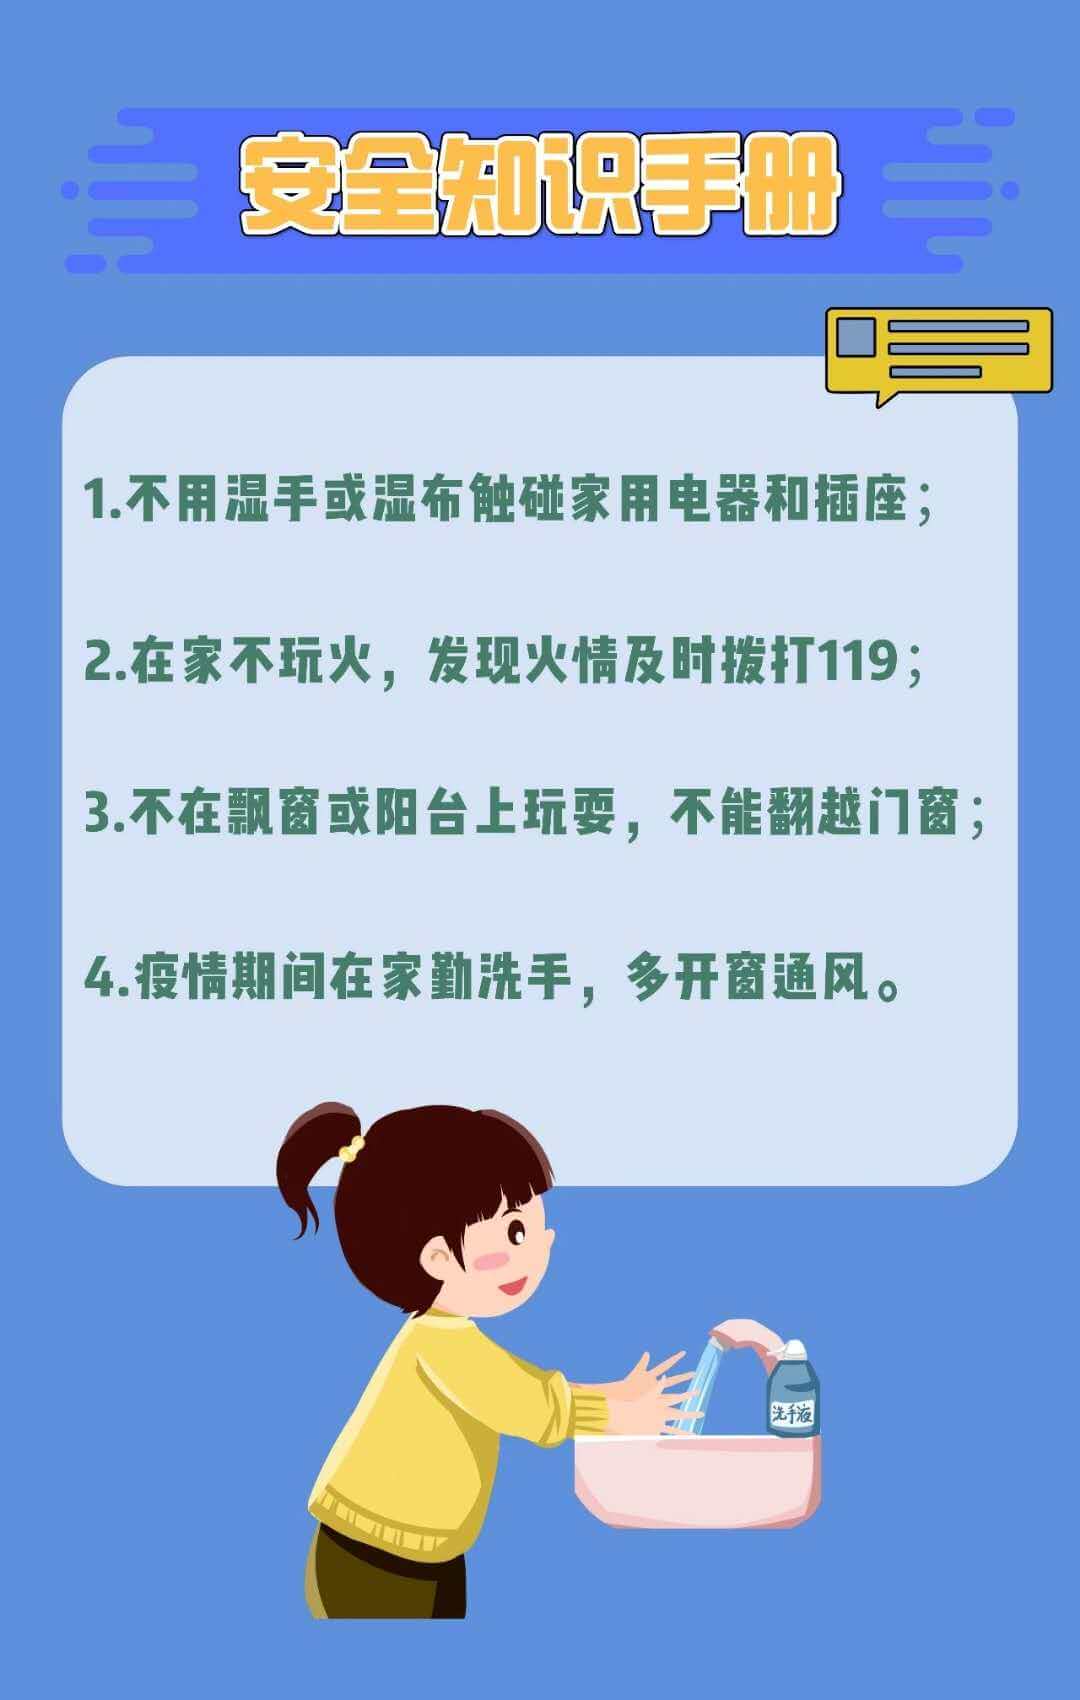 安全知识手册
1.不用湿手或湿布触碰家用电器和插座；
2.在家不玩火，发现火情及时拨打119；
3.不在飘窗或阳台上玩耍，不能翻越门窗；
4.疫情期间在家勤洗手，多开窗通风。
洗手液